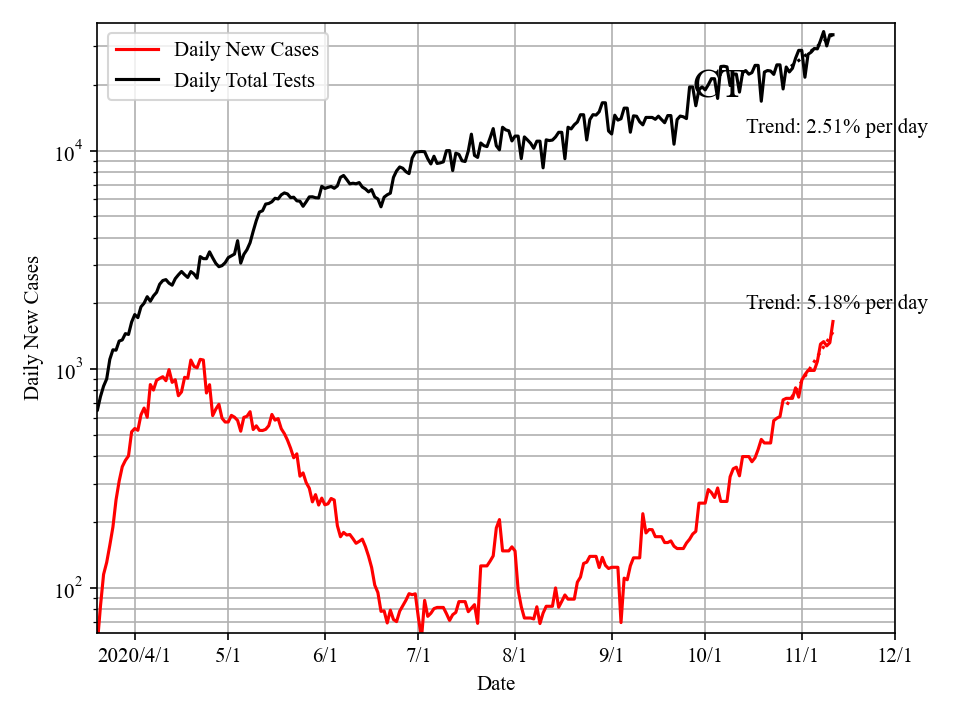 Daily New Cases
Daily Total Tests
CT
Trend: 2.51% per day
Trend: 5.18% per day
Daily New Cases
10^4
10^3
10^2
2020/4/1 5/1 6/1 7/1 8/1 9/1 10/1 11/1 12/1
Date